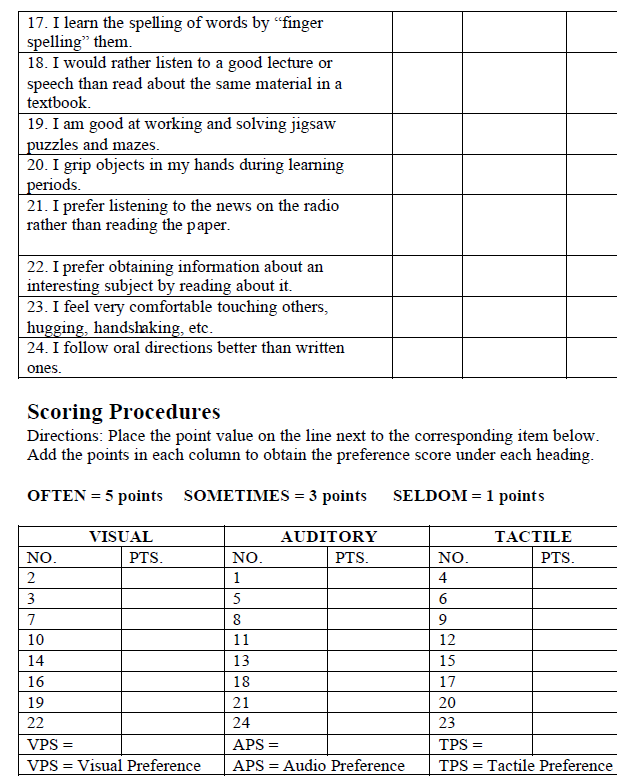 17. I learn the spelling of words by “finger
spelling” them.
18. I would rather listen to a good lecture or
speech than read about the same material in a
textbook.
19. I am good at working and solving jigsaw
puzzles and mazes.
20. I grip objects in my hands during learning
periods.
21. I prefer listening to the news on the radio
rather than reading the paper.
22. I prefer obtaining information about an
interesting subject by reading about it.
23. I feel very comfortable touching others,
hugging, handshaking, etc.
24. I follow oral directions better than written
ones.
Scoring Procedures
Directions: Place the point value on the line next to the corresponding item below.
Add the points in each column to obtain the preference score under each heading.
OFTEN = 5 points SOMETIMES = 3 points SELDOM = 1 points
VISUAL AUDITORY TACTILE
NO. PTS. NO. PTS. NO. PTS.
2 1 4
3 5 6
7 8 9
10 11 12
14 13 15
16 18 17
19 21 20
22 24 23
VPS = APS = TPS =
VPS = Visual Preference APS = Audio Preference TPS = Tactile Preference